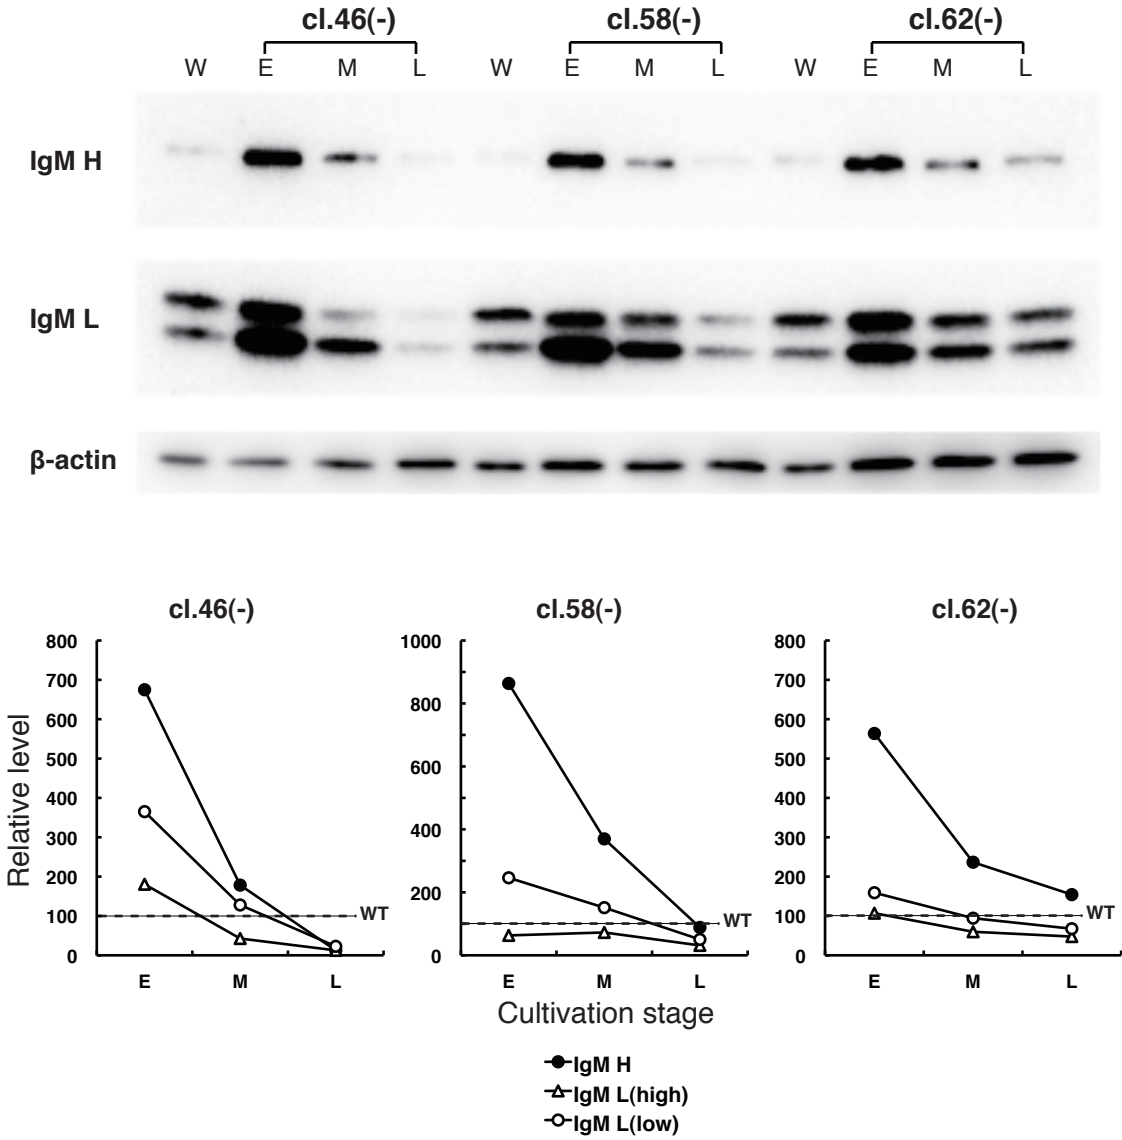 cl.46(-) cl.58(-) cl.62(-)
W E M L W E M L W E M L
IgM H
IgM L
β-actin
cl.46(-) cl.58(-) cl.62(-)
Relative level
800
700
600
500
400
300
200
100
0
WT
E M L
1000
800
600
400
200
0
WT
E M L
800
700
600
500
400
300
200
100
0
WT
E M L
Cultivation stage
IgM H
IgM L(high)
IgM L(low)